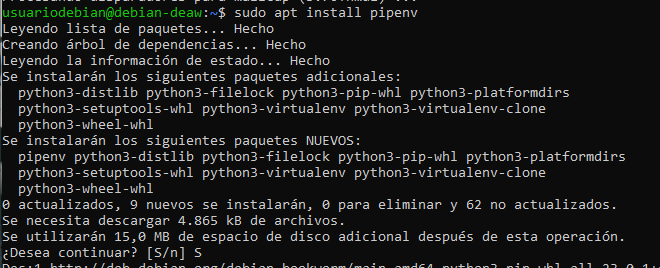 usuariodebian@debian-deaw:~$ sudo apt install pipenv
Leyendo lista de paquetes... Hecho
Creando árbol de dependencias... Hecho
Leyendo la información de estado... Hecho
Se instalarán los siguientes paquetes adicionales:
  python3-distlib python3-filelock python3-pip-whl python3-platformdirs
  python3-setuptools-whl python3-virtualenv python3-virtualenv-clone
  python3-wheel-whl
Se instalarán los siguientes paquetes NUEVOS:
  pipenv python3-distlib python3-filelock python3-pip-whl python3-platformdirs
  python3-setuptools-whl python3-virtualenv python3-virtualenv-clone
  python3-wheel-whl
0 actualizados, 9 nuevos se instalarán, 0 para eliminar y 62 no actualizados.
Se necesita descargar 4.865 kB de archivos.
Se utilizarán 15,0 MB de espacio de disco adicional después de esta operación.
¿Desea continuar? [S/n] S